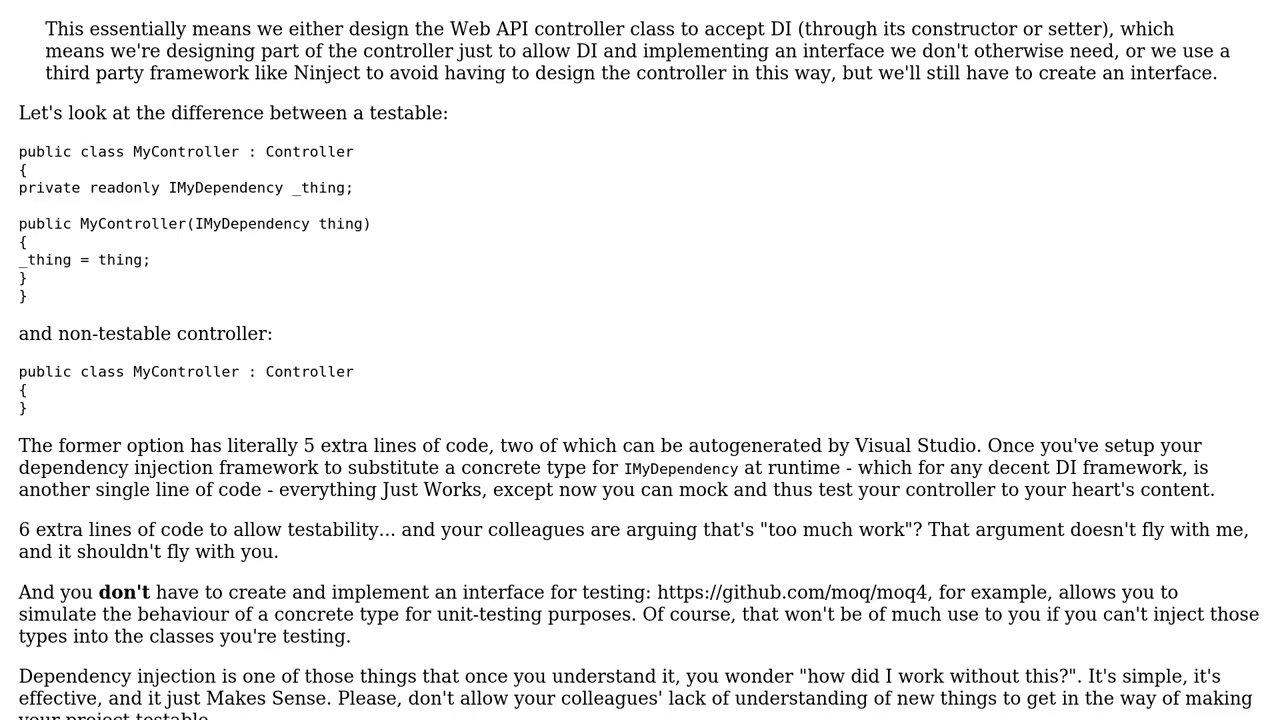 This essentially means we either design the Web API controller class to accept DI (through its constructor or setter), which
means we're designing part of the controller just to allow DI and implementing an interface we don't otherwise need, or we use a
third party framework like Ninject to avoid having to design the controller in this way, but we'll still have to create an interface.
Let's look at the difference between a testable:
public class MyController : Controller
{
private readonly IMyDependency _thing;
public MyController(IMyDependency thing)
{
_thing = thing;
}
}
and non-testable controller:
public class MyController : Controller
{
}
The former option has literally 5 extra lines of code, two of which can be autogenerated by Visual Studio. Once you've setup your
dependency injection framework to substitute a concrete type for IMyDependency at runtime - which for any decent DI framework, is
another single line of code - everything Just Works, except now you can mock and thus test your controller to your heart's content.
6 extra lines of code to allow testability... and your colleagues are arguing that's "too much work"? That argument doesn't fly with me,
and it shouldn't fly with you.
And you don't have to create and implement an interface for testing: https://github.com/moq/moq4, for example, allows you to
simulate the behaviour of a concrete type for unit-testing purposes. Of course, that won't be of much use to you if you can't inject those
types into the classes you're testing.
Dependency injection is one of those things that once you understand it, you wonder "how did I work without this?". It's simple, it's
effective, and it just Makes Sense. Please, don't allow your colleagues' lack of understanding of new things to get in the way of making
your project testable.